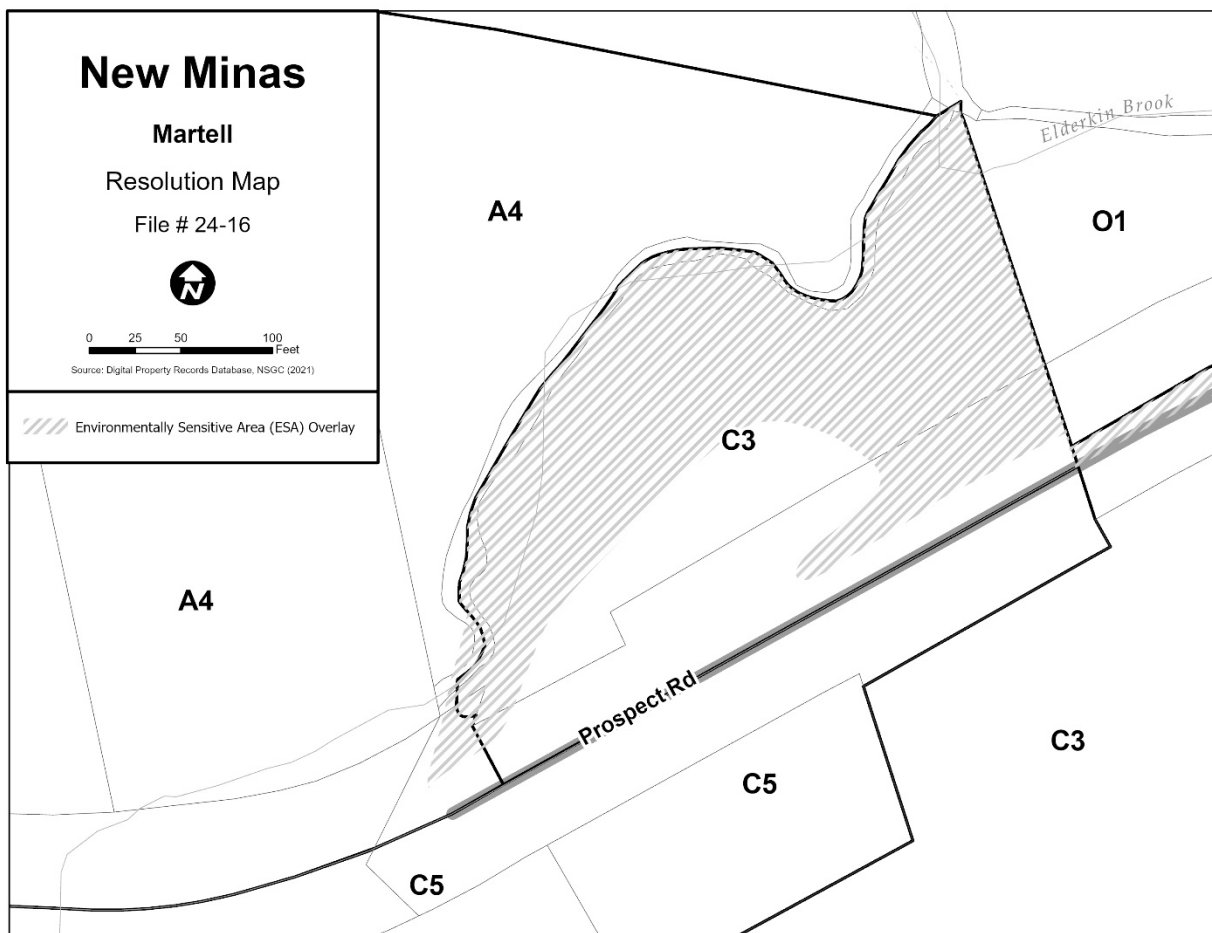 New Minas
Martell
Resolution Map
File # 24-16
N
0 25 50 100
Feet
Source: Digital Property Records Database, NSGC (2021)
Environmentally Sensitive Area (ESA) Overlay
Elderkin Brook
A4
O1
C3
A4
Prospect Rd
C3
C5
C5